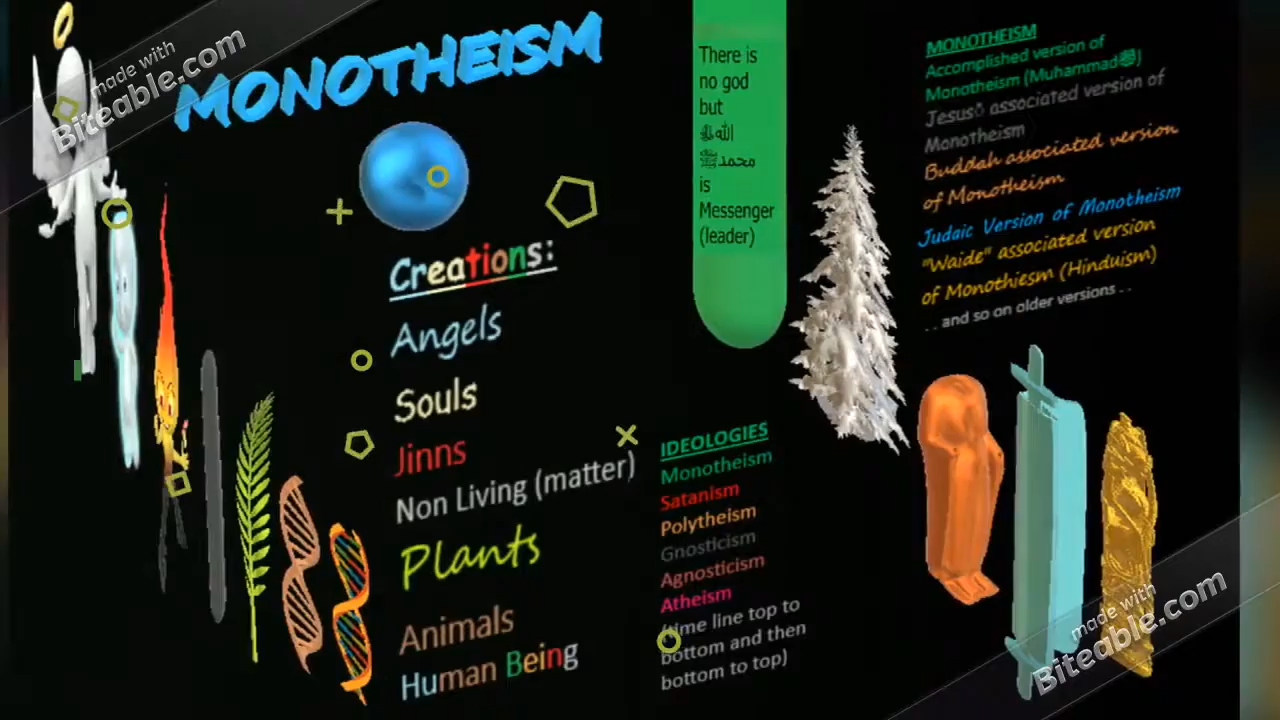 made with
Biteable.com
MONOTHEISM
Creations:
Angels
Souls
Jinns
Non Living (matter)
Plants
Animals
Human Being
There is
no god
but
الله
محمدﷺ
is
Messenger
(leader)
IDEOLOGIES
Monotheism
Satanism
Polytheism
Gnosticism
Agnosticism
Atheism
(time line top to
bottom and then
bottom to top)
MONOTHEISM
Accomplished version of
Monotheism (Muhammadﷺ)
Jesus associated version of
Monotheism
Buddah associated version
of Monotheism
Judaic Version of Monotheism
"Waide" associated version
of Monothiesm (Hinduism)
. . and so on older versions . .
made with
Biteable.com